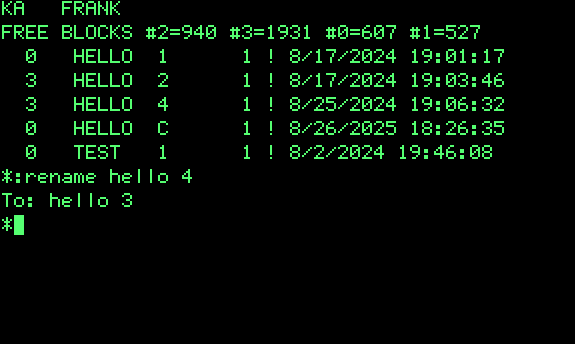 KA   FRANK
FREE BLOCKS #2=940 #3=1931 #0=607 #1=527
  0   HELLO  1      1 ! 8/17/2024 19:01:17
  3   HELLO  2      1 ! 8/17/2024 19:03:46
  3   HELLO  4      1 ! 8/25/2024 19:06:32
  0   HELLO  C      1 ! 8/26/2025 18:26:35
  0   TEST   1      1 ! 8/2/2024 19:46:08
*:rename hello 4
To: hello 3
*